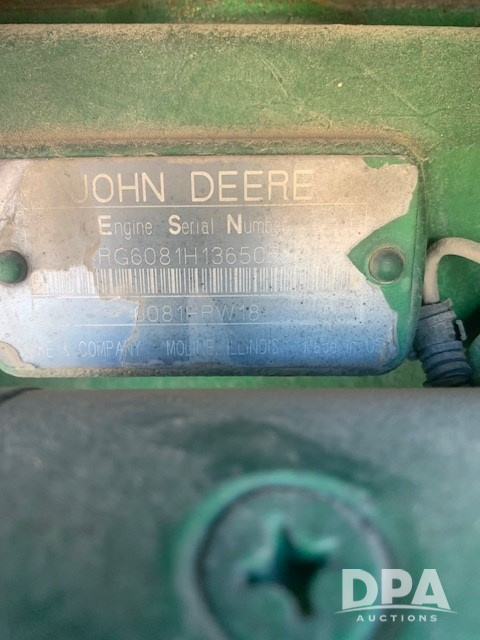 JOHN DEERE
Engine Serial Number
RG6081H13650
6081HRW18
& COMPANY MOLINE ILLINOIS
DPA
AUCTIONS